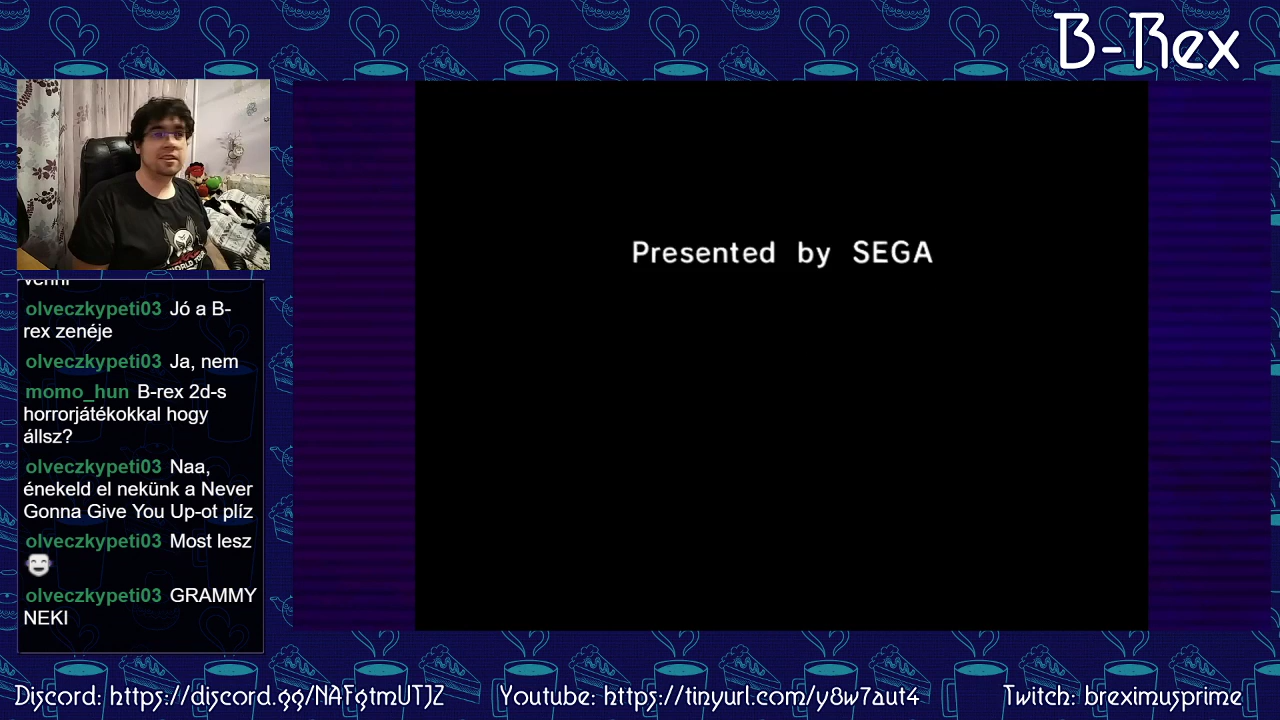 B-Rex
Presented by SEGA
venni
olveczkypeti03 Jó a B-
rex zenéje
olveczkypeti03 Ja, nem
momo_hun B-rex 2d-s
horrorjátékokkal hogy
állsz?
olveczkypeti03 Naa,
énekeld el nekünk a Never
Gonna Give You Up-ot plíz
olveczkypeti03 Most lesz
olveczkypeti03 GRAMMY
NEKI
Discord: https://discord.gg/NAFgtmUTJZ Youtube: https://tinyurl.com/y8w7aut4 Twitch: breximusprime